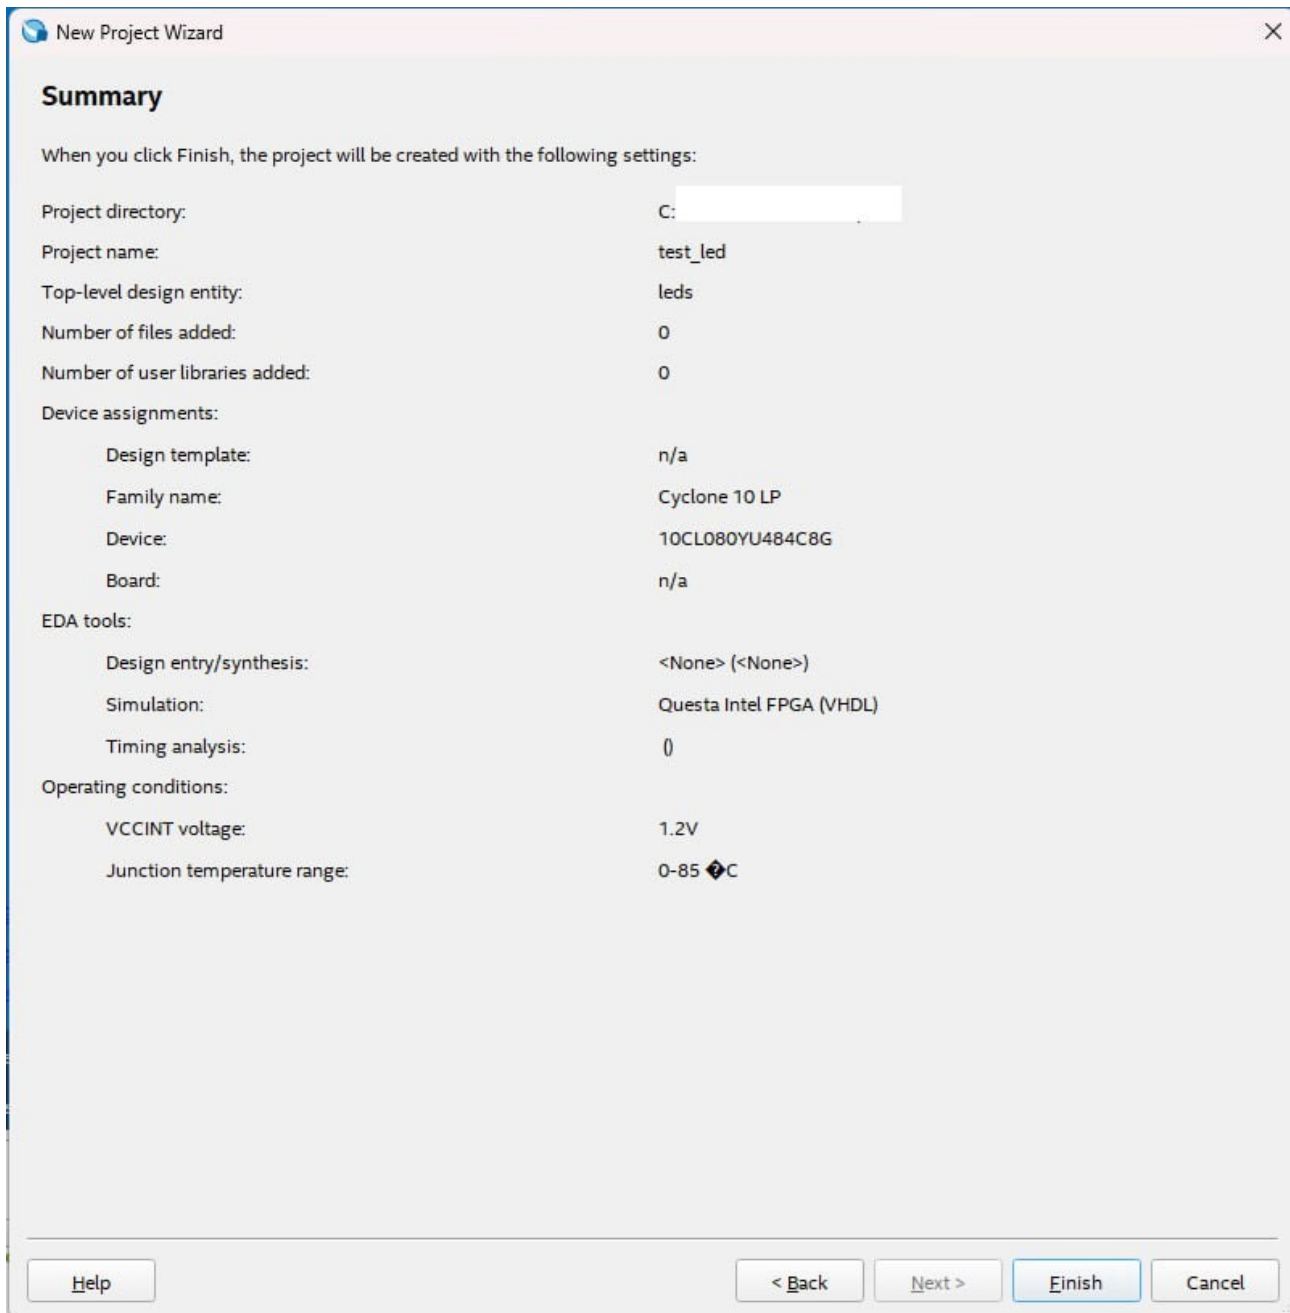 New Project Wizard
Summary
When you click Finish, the project will be created with the following settings:
Project directory: C:
Project name: test_led
Top-level design entity: leds
Number of files added: 0
Number of user libraries added: 0
Device assignments:
Design template: n/a
Family name: Cyclone 10 LP
Device: 10CL080YU484C8G
Board: n/a
EDA tools:
Design entry/synthesis: <None> (<None>)
Simulation: Questa Intel FPGA (VHDL)
Timing analysis: ()
Operating conditions:
VCCINT voltage: 1.2V
Junction temperature range: 0-85 �C
Help < Back Next > Finish Cancel